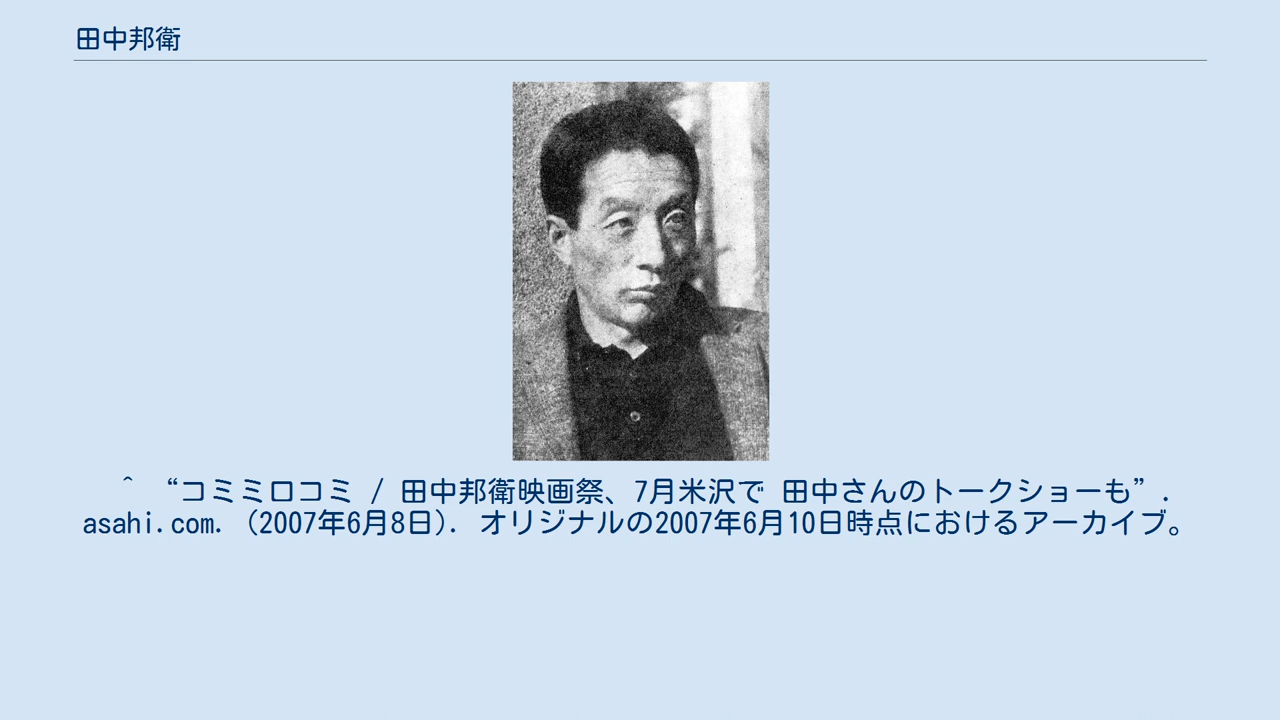 田中邦衛
^ “コミミロコミ / 田中邦衛映画祭、7月米沢で 田中さんのトークショーも”.
asahi.com. (2007年6月8日). オリジナルの2007年6月10日時点におけるアーカイブ。